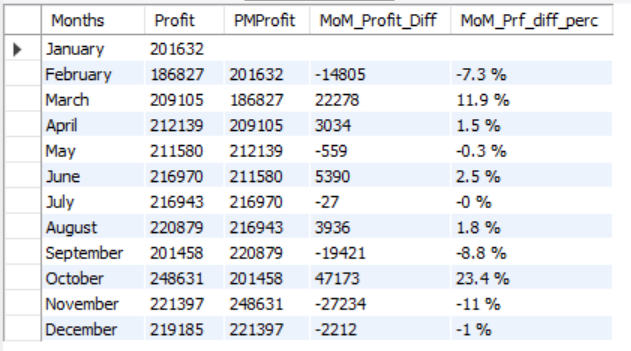 Months Profit PMProfit MoM_Profit_Diff MoM_Prf_diff_perc
January 201632
February 186827 201632 -14805 -7.3 %
March 209105 186827 22278 11.9 %
April 212139 209105 3034 1.5 %
May 211580 212139 -559 -0.3 %
June 216970 211580 5390 2.5 %
July 216943 216970 -27 -0 %
August 220879 216943 3936 1.8 %
September 201458 220879 -19421 -8.8 %
October 248631 201458 47173 23.4 %
November 221397 248631 -27234 -11 %
December 219185 221397 -2212 -1 %